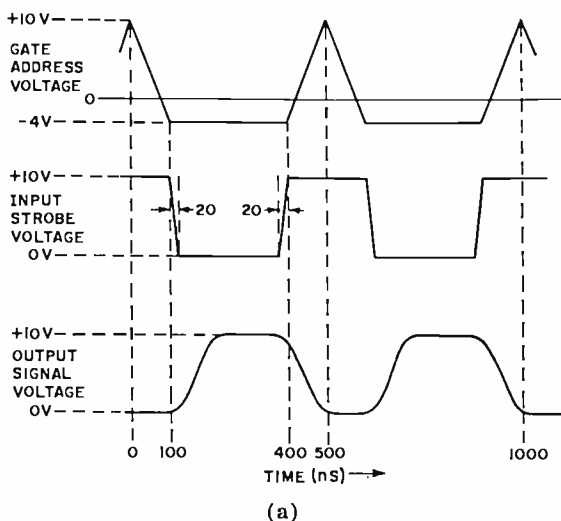 +10V
GATE
ADDRESS
VOLTAGE
0
-4V
+10V
INPUT
STROBE
VOLTAGE
20 20
0V
+10V
OUTPUT
SIGNAL
VOLTAGE
0V
0 100 400 500 1000
TIME (nS)
(a)